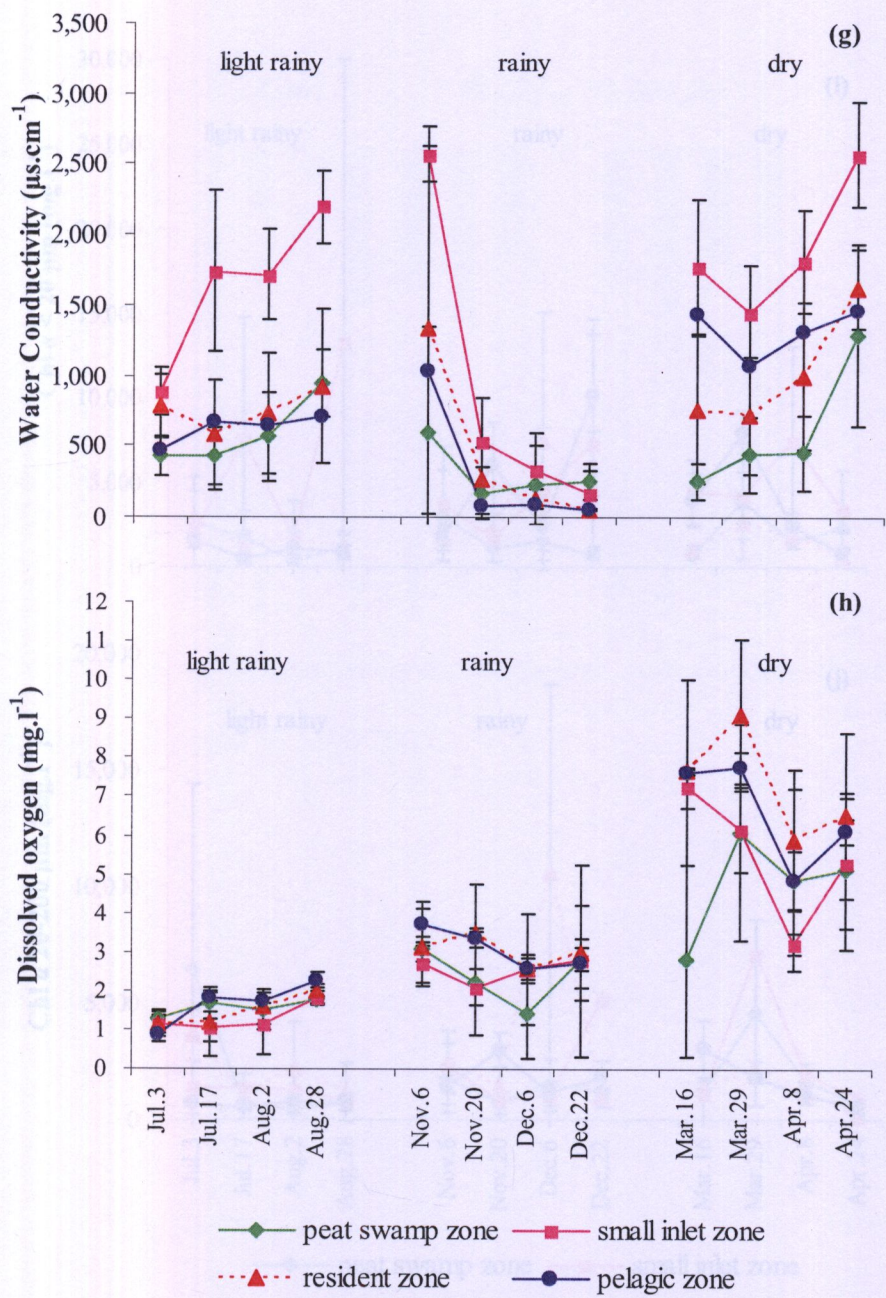 (g)
light rainy rainy dry
Water Conductivity (µs.cm⁻¹)
3,500
3,000
2,500
2,000
1,500
1,000
500
0
(h)
light rainy rainy dry
Dissolved oxygen (mg.l⁻¹)
12
11
10
9
8
7
6
5
4
3
2
1
0
Jul.3 Jul.17 Aug.2 Aug.28 Nov.6 Nov.20 Dec.6 Dec.22 Mar.16 Mar.29 Apr.8 Apr.24
peat swamp zone small inlet zone
resident zone pelagic zone